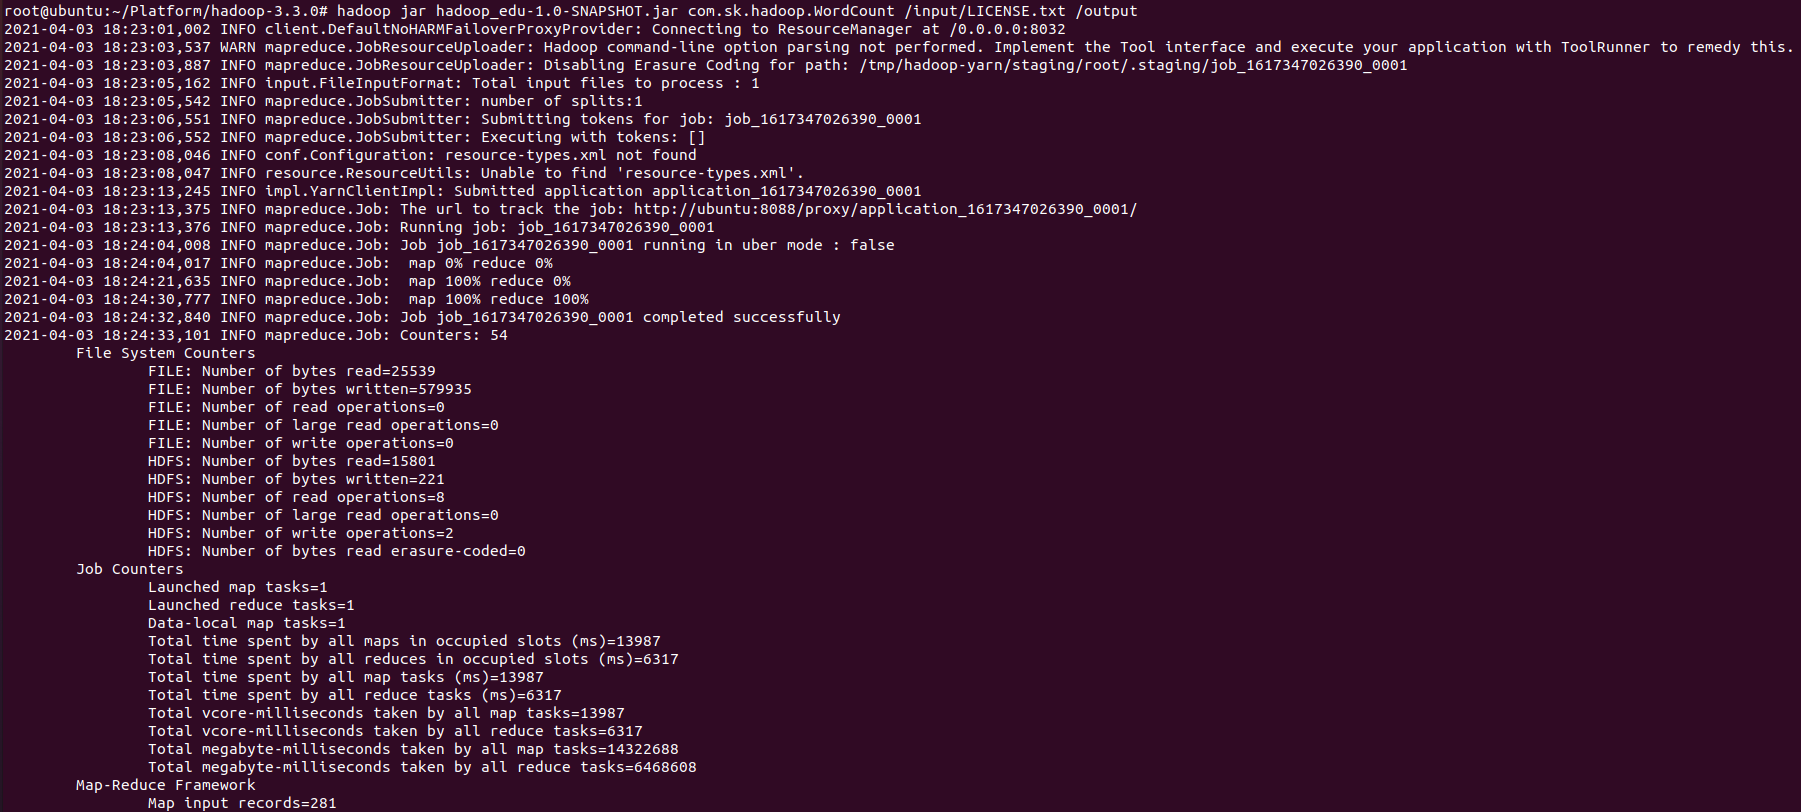 root@ubuntu:~/Platform/hadoop-3.3.0# hadoop jar hadoop_edu-1.0-SNAPSHOT.jar com.sk.hadoop.WordCount /input/LICENSE.txt /output
2021-04-03 18:23:01,002 INFO client.DefaultNoHARMFailoverProxyProvider: Connecting to ResourceManager at /0.0.0.0:8032
2021-04-03 18:23:03,537 WARN mapreduce.JobResourceUploader: Hadoop command-line option parsing not performed. Implement the Tool interface and execute your application with ToolRunner to remedy this.
2021-04-03 18:23:03,887 INFO mapreduce.JobResourceUploader: Disabling Erasure Coding for path: /tmp/hadoop-yarn/staging/root/.staging/job_1617347026390_0001
2021-04-03 18:23:05,162 INFO input.FileInputFormat: Total input files to process : 1
2021-04-03 18:23:05,542 INFO mapreduce.JobSubmitter: number of splits:1
2021-04-03 18:23:06,551 INFO mapreduce.JobSubmitter: Submitting tokens for job: job_1617347026390_0001
2021-04-03 18:23:06,552 INFO mapreduce.JobSubmitter: Executing with tokens: []
2021-04-03 18:23:08,046 INFO conf.Configuration: resource-types.xml not found
2021-04-03 18:23:08,047 INFO resource.ResourceUtils: Unable to find 'resource-types.xml'.
2021-04-03 18:23:13,245 INFO impl.YarnClientImpl: Submitted application application_1617347026390_0001
2021-04-03 18:23:13,375 INFO mapreduce.Job: The url to track the job: http://ubuntu:8088/proxy/application_1617347026390_0001/
2021-04-03 18:23:13,376 INFO mapreduce.Job: Running job: job_1617347026390_0001
2021-04-03 18:24:04,008 INFO mapreduce.Job: Job job_1617347026390_0001 running in uber mode : false
2021-04-03 18:24:04,017 INFO mapreduce.Job:  map 0% reduce 0%
2021-04-03 18:24:21,635 INFO mapreduce.Job:  map 100% reduce 0%
2021-04-03 18:24:30,777 INFO mapreduce.Job:  map 100% reduce 100%
2021-04-03 18:24:32,840 INFO mapreduce.Job: Job job_1617347026390_0001 completed successfully
2021-04-03 18:24:33,101 INFO mapreduce.Job: Counters: 54
File System Counters
FILE: Number of bytes read=25539
FILE: Number of bytes written=579935
FILE: Number of read operations=0
FILE: Number of large read operations=0
FILE: Number of write operations=0
HDFS: Number of bytes read=15801
HDFS: Number of bytes written=221
HDFS: Number of read operations=8
HDFS: Number of large read operations=0
HDFS: Number of write operations=2
HDFS: Number of bytes read erasure-coded=0
Job Counters
Launched map tasks=1
Launched reduce tasks=1
Data-local map tasks=1
Total time spent by all maps in occupied slots (ms)=13987
Total time spent by all reduces in occupied slots (ms)=6317
Total time spent by all map tasks (ms)=13987
Total time spent by all reduce tasks (ms)=6317
Total vcore-milliseconds taken by all map tasks=13987
Total vcore-milliseconds taken by all reduce tasks=6317
Total megabyte-milliseconds taken by all map tasks=14322688
Total megabyte-milliseconds taken by all reduce tasks=6468608
Map-Reduce Framework
Map input records=281